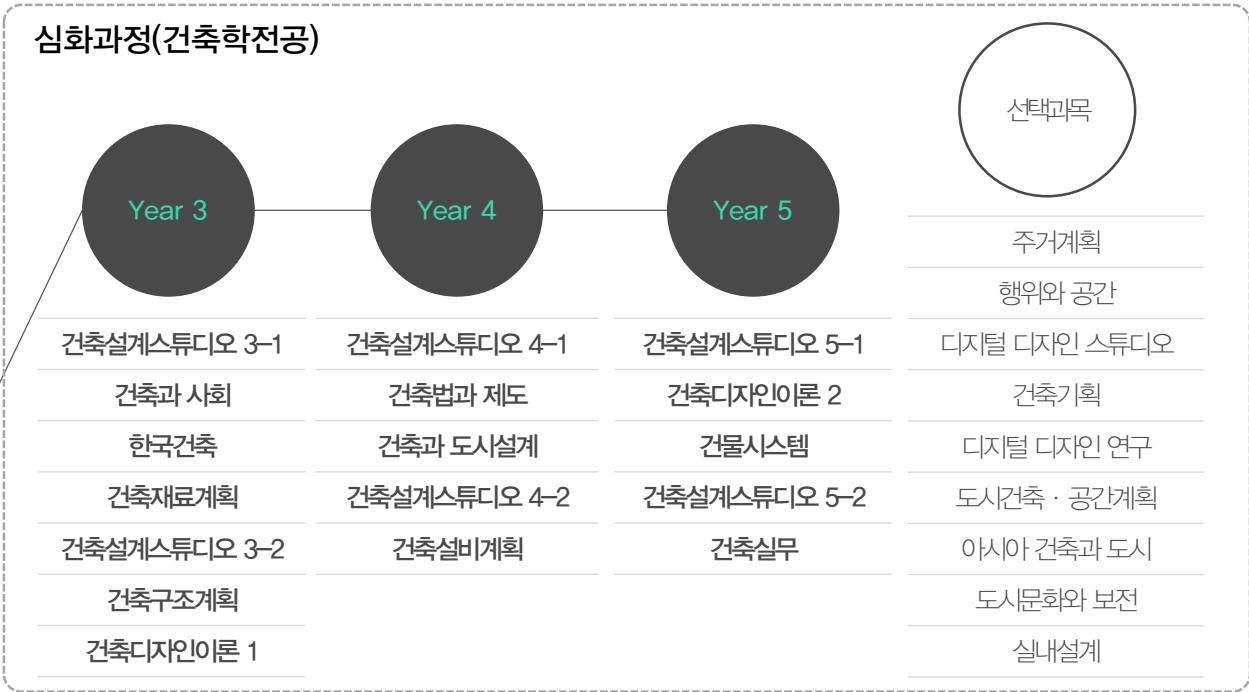 심화과정(건축학전공)
Year 3
건축설계스튜디오 3-1
건축과 사회
한국건축
건축재료계획
건축설계스튜디오 3-2
건축구조계획
건축디자인이론 1
Year 4
건축설계스튜디오 4-1
건축법과 제도
건축과 도시설계
건축설계스튜디오 4-2
건축설비계획
Year 5
건축설계스튜디오 5-1
건축디자인이론 2
건물시스템
건축설계스튜디오 5-2
건축실무
선택과목
주거계획
행위와 공간
디지털 디자인 스튜디오
건축기획
디지털 디자인 연구
도시건축 · 공간계획
아시아 건축과 도시
도시문화와 보전
실내설계